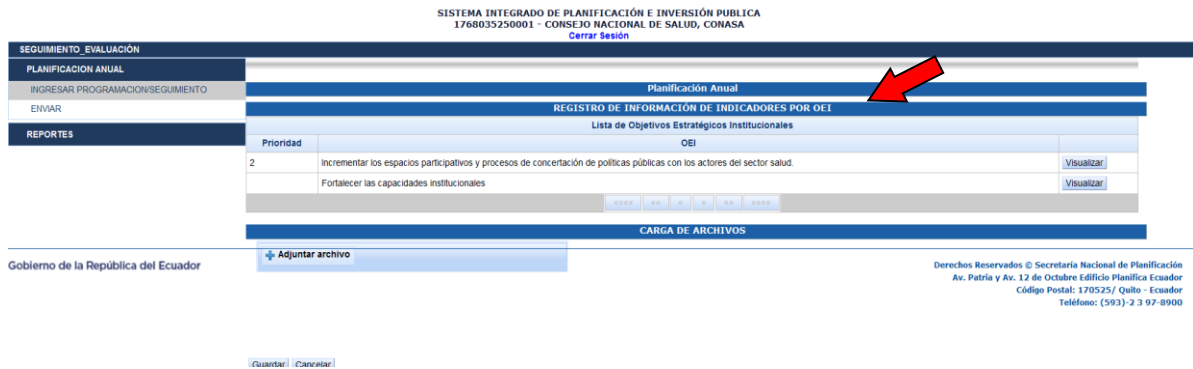 SISTEMA INTEGRADO DE PLANIFICACIÓN E INVERSIÓN PUBLICA
1768035250001 - CONSEJO NACIONAL DE SALUD, CONASA
Cerrar Sesión
SEGUIMIENTO_EVALUACIÓN
PLANIFICACION ANUAL
INGRESAR PROGRAMACION/SEGUIMIENTO
ENVIAR
REPORTES
Planificación Anual
REGISTRO DE INFORMACIÓN DE INDICADORES POR OEI
Lista de Objetivos Estratégicos Institucionales
Prioridad OEI
2 Incrementar los espacios participativos y procesos de concertación de políticas públicas con los actores del sector salud. Visualizar
Fortalecer las capacidades institucionales Visualizar
«««« «« « » »» »»»»
CARGA DE ARCHIVOS
Adjuntar archivo
Gobierno de la República del Ecuador
Derechos Reservados © Secretaría Nacional de Planificación
Av. Patria y Av. 12 de Octubre Edificio Planifica Ecuador
Código Postal: 170525/ Quito - Ecuador
Teléfono: (593)-2 3 97-8900
Guardar Cancelar